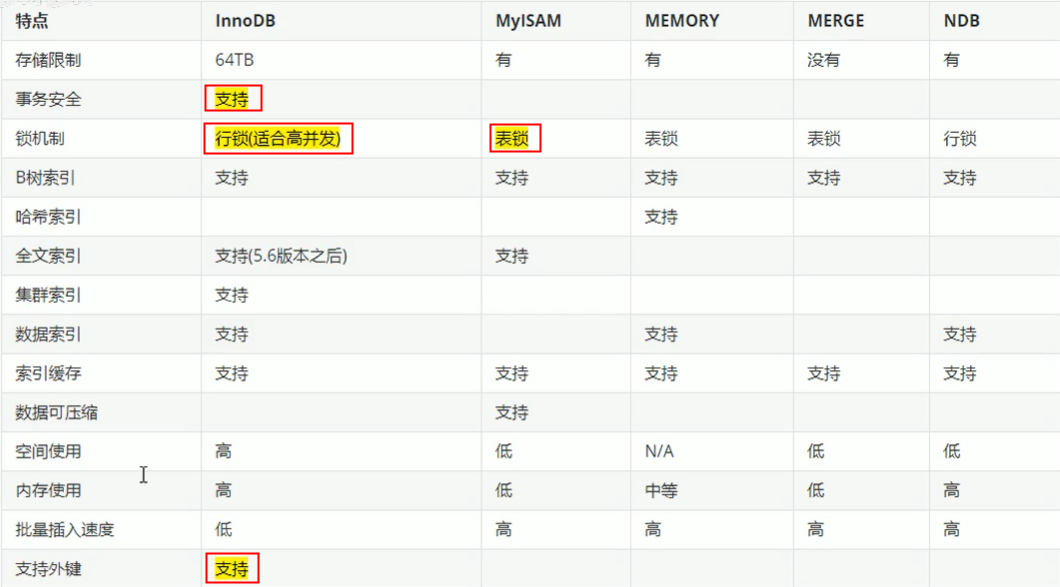 特点 InnoDB MyISAM MEMORY MERGE NDB
存储限制 64TB 有 有 没有 有
事务安全 支持
锁机制 行锁(适合高并发) 表锁 表锁 表锁 行锁
B树索引 支持 支持 支持 支持 支持
哈希索引 支持
全文索引 支持(5.6版本之后) 支持
集群索引 支持
数据索引 支持 支持 支持
索引缓存 支持 支持 支持 支持 支持
数据可压缩 支持
空间使用 高 低 N/A 低 低
内存使用 高 低 中等 低 高
批量插入速度 低 高 高 高 高
支持外键 支持